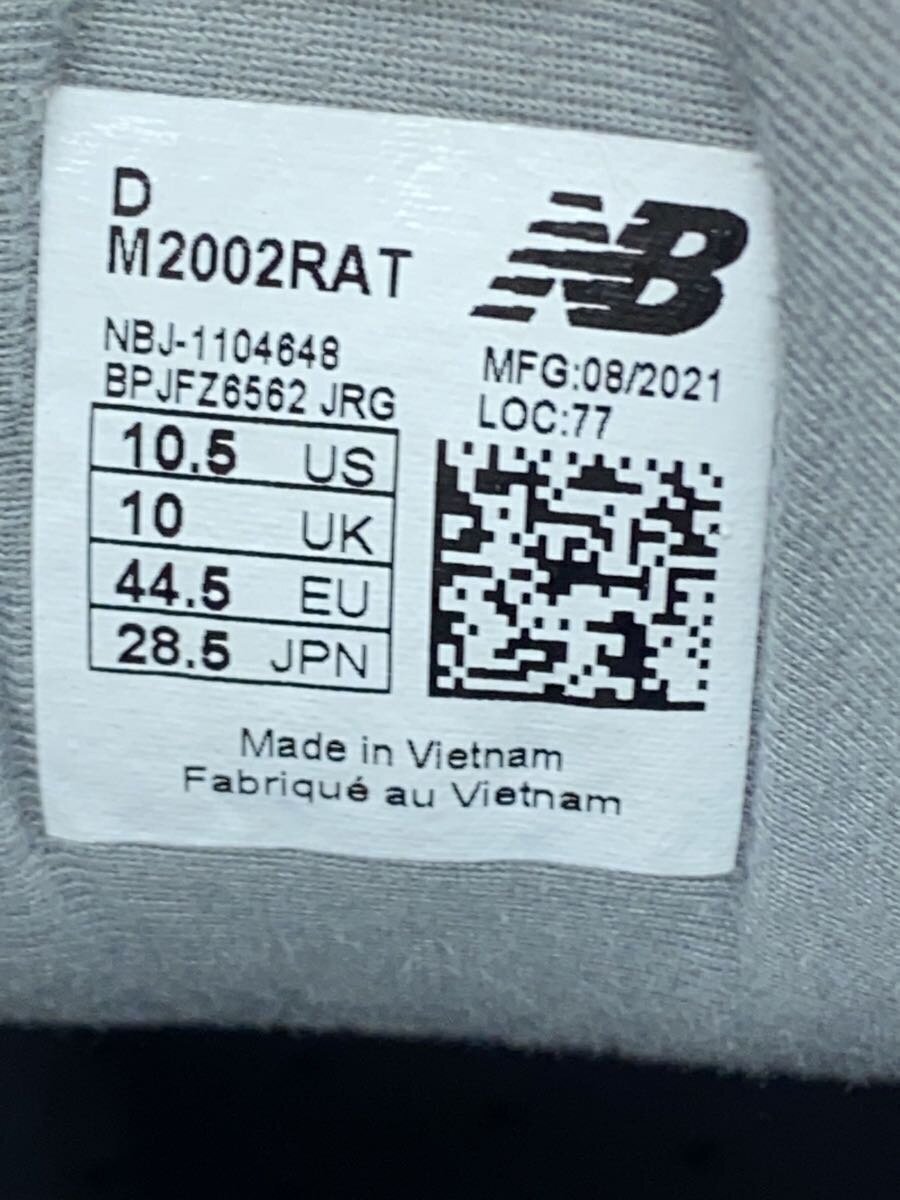 D
M2002RAT
NB
NBJ-1104648
BPJFZ6562 JRG
MFG:08/2021
LOC:77
10.5 US
10 UK
44.5 EU
28.5 JPN
Made in Vietnam
Fabriqué au Vietnam